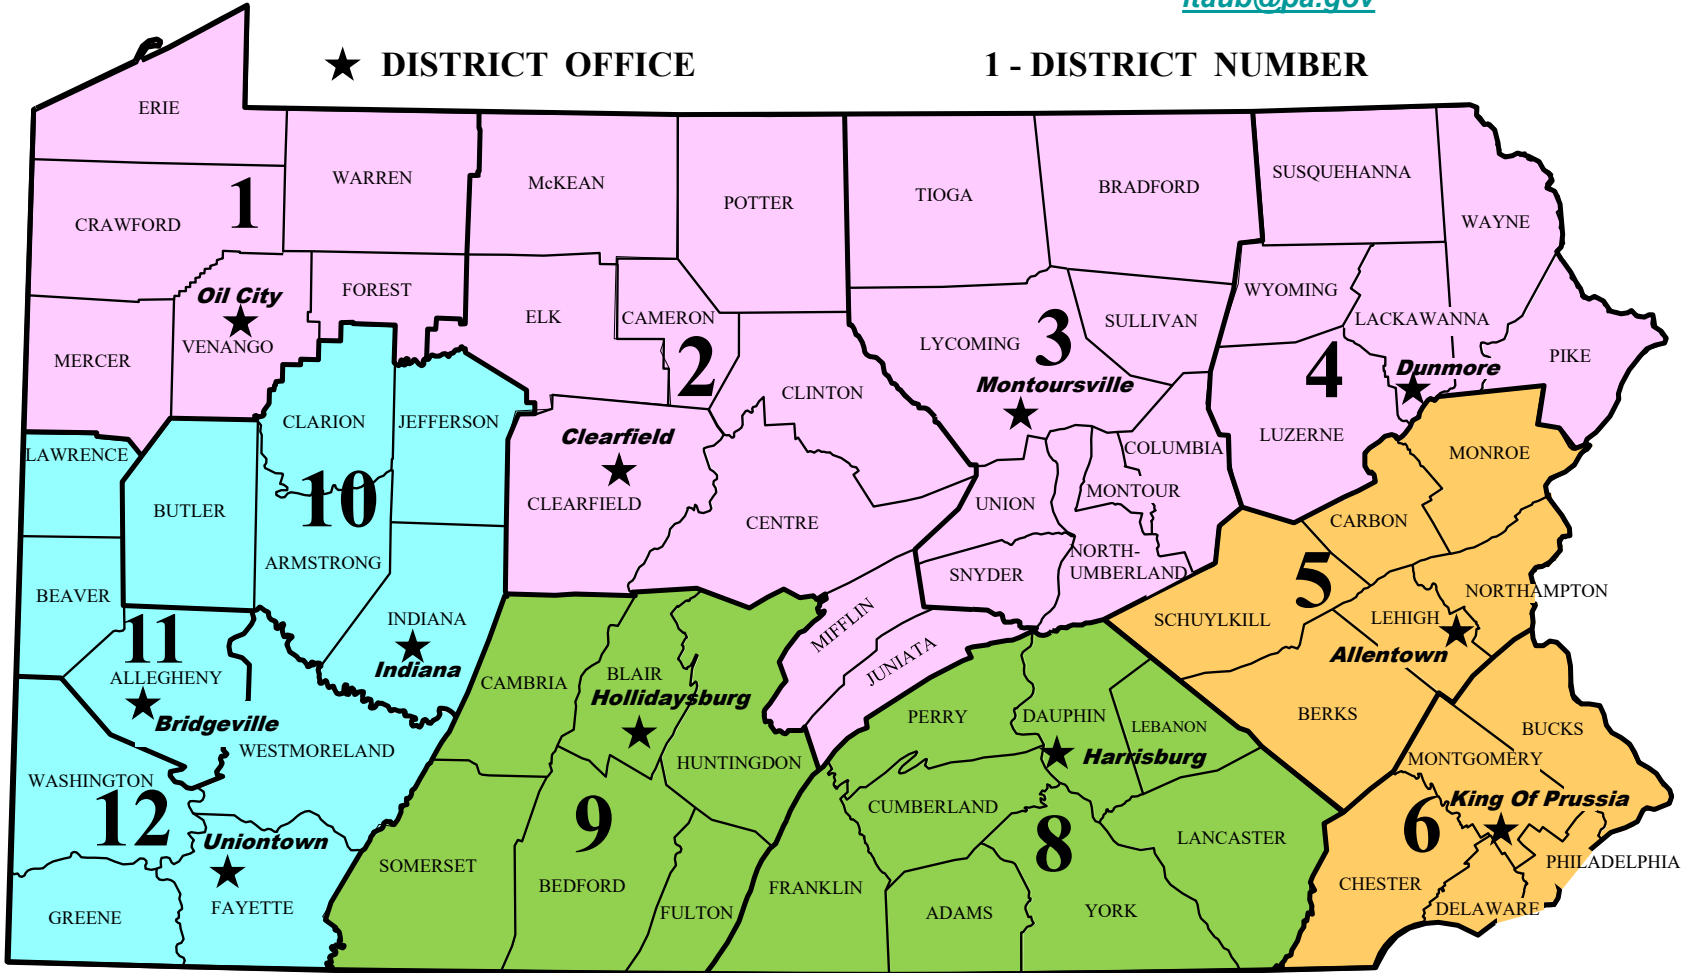 ltaub@pa.gov
★ DISTRICT OFFICE
1 - DISTRICT NUMBER
ERIE
WARREN
McKEAN
POTTER
TIOGA
BRADFORD
SUSQUEHANNA
WAYNE
CRAWFORD
1
Oil City
VENANGO
FOREST
ELK
CAMERON
2
LYCOMING
3
SULLIVAN
WYOMING
LACKAWANNA
MERCER
Montoursville
4
Dunmore
PIKE
CLARION
JEFFERSON
CLINTON
Clearfield
CLEARFIELD
COLUMBIA
LUZERNE
MONROE
LAWRENCE
BUTLER
10
CENTRE
UNION
MONTOUR
CARBON
ARMSTRONG
SNYDER
NORTH-
UMBERLAND
5
NORTHAMPTON
BEAVER
INDIANA
Indiana
MIFFLIN
JUNIATA
SCHUYLKILL
LEHIGH
Allentown
11
ALLEGHENY
Bridgeville
CAMBRIA
BLAIR
Hollidaysburg
PERRY
DAUPHIN
LEBANON
BERKS
BUCKS
WESTMORELAND
HUNTINGDON
Harrisburg
MONTGOMERY
WASHINGTON
12
9
CUMBERLAND
8
LANCASTER
6
King Of Prussia
Uniontown
SOMERSET
BEDFORD
FRANKLIN
CHESTER
PHILADELPHIA
GREENE
FAYETTE
FULTON
ADAMS
YORK
DELAWARE